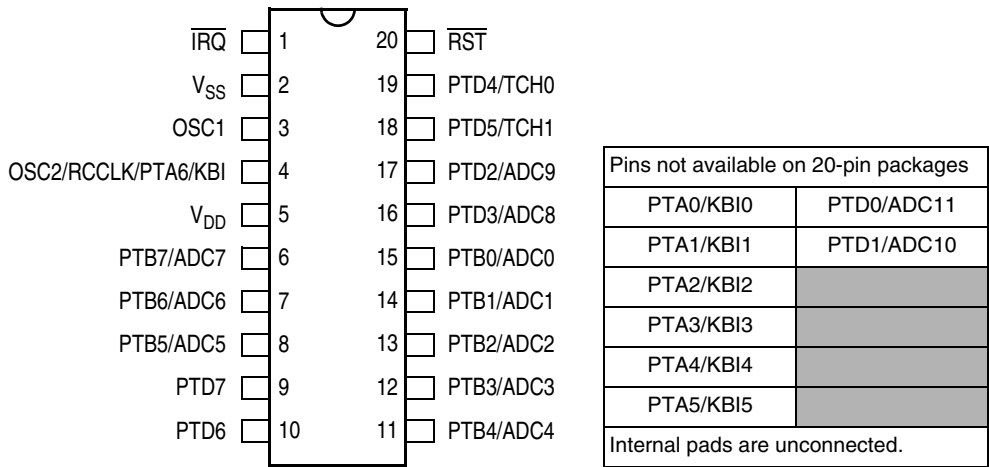 IRQ 1 20 RST
VSS 2 19 PTD4/TCH0
OSC1 3 18 PTD5/TCH1
OSC2/RCCLK/PTA6/KBI 4 17 PTD2/ADC9
VDD 5 16 PTD3/ADC8
PTB7/ADC7 6 15 PTB0/ADC0
PTB6/ADC6 7 14 PTB1/ADC1
PTB5/ADC5 8 13 PTB2/ADC2
PTD7 9 12 PTB3/ADC3
PTD6 10 11 PTB4/ADC4
Pins not available on 20-pin packages
PTA0/KBI0 PTD0/ADC11
PTA1/KBI1 PTD1/ADC10
PTA2/KBI2
PTA3/KBI3
PTA4/KBI4
PTA5/KBI5
Internal pads are unconnected.